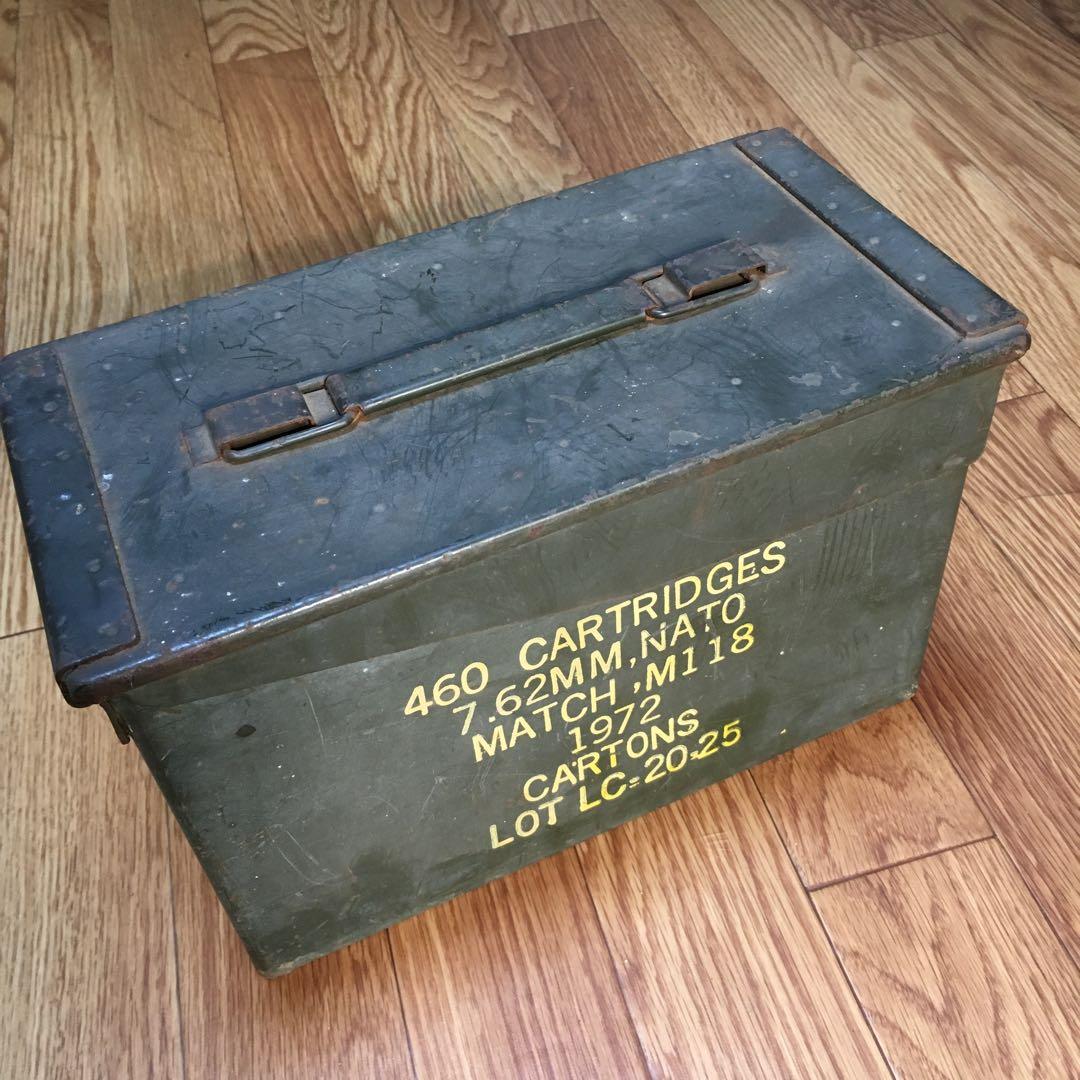 460 CARTRIDGES
7.62MM,NATO
MATCH ,M118
1972
CARTONS
LOT LC=20-25